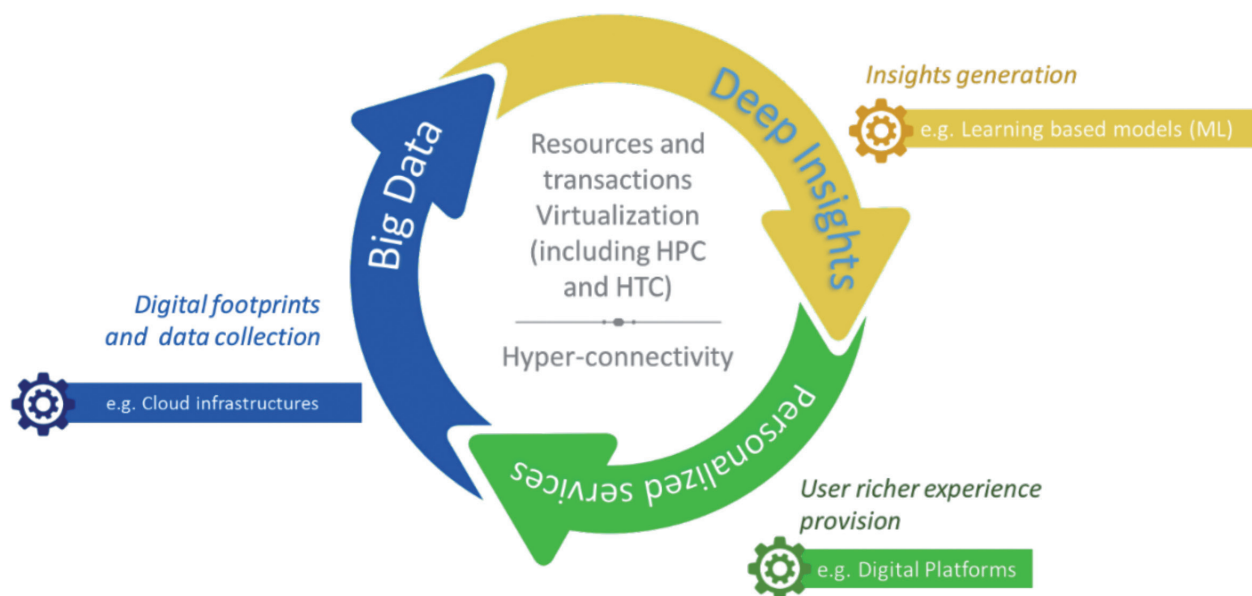 Big Data
Deep Insights
Personalized services
Resources and
transactions
Virtualization
(including HPC
and HTC)
Hyper-connectivity
Insights generation
e.g. Learning based models (ML)
Digital footprints
and data collection
e.g. Cloud infrastructures
User richer experience
provision
e.g. Digital Platforms